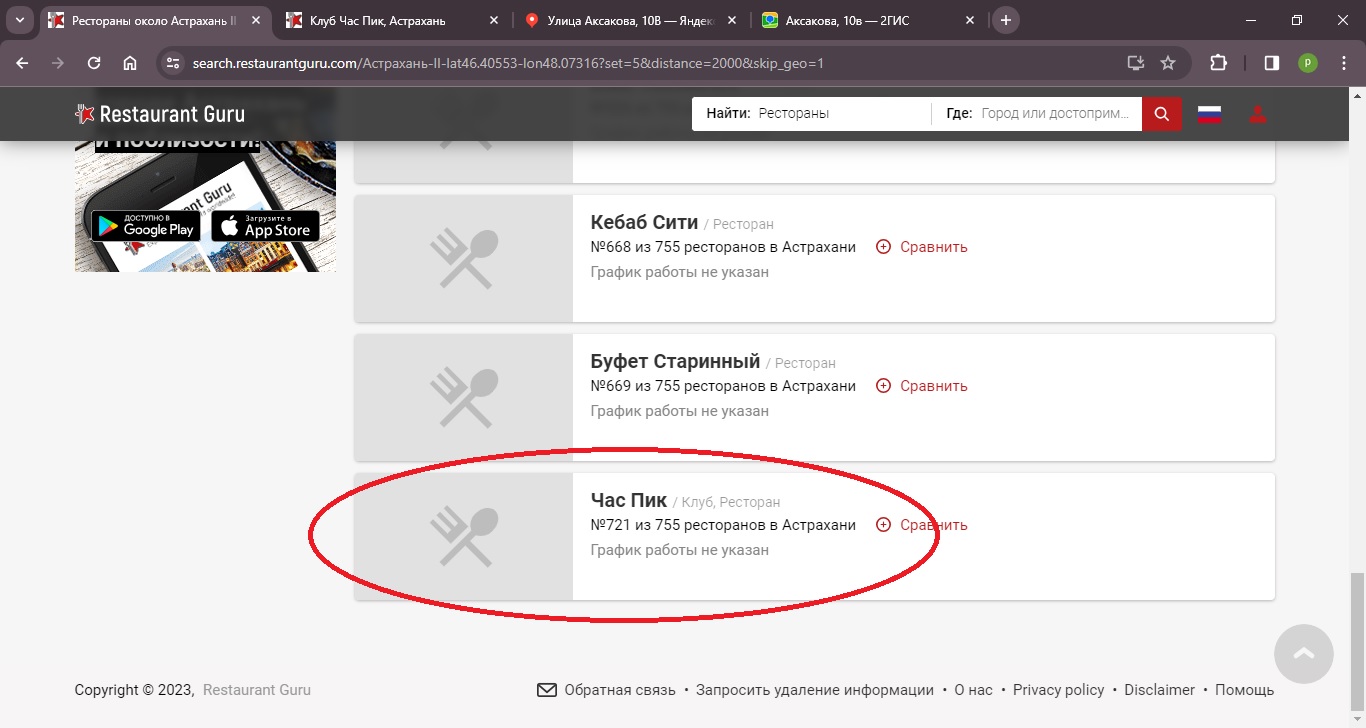 Рестораны около Астрахань II
Клуб Час Пик, Астрахань
Улица Аксакова, 10В — Яндек
Аксакова, 10в — 2ГИС
search.restaurantguru.com/Астрахань-II-lat46.40553-lon48.07316?set=5&distance=2000&skip_geo=1
p
Restaurant Guru
Найти: Рестораны
Где: Город или достоприм...
и поблизости!
ant Guru
ДОСТУПНО В
Google Play
Загрузите в
App Store
Кебаб Сити / Ресторан
№668 из 755 ресторанов в Астрахани
Сравнить
График работы не указан
Буфет Старинный / Ресторан
№669 из 755 ресторанов в Астрахани
Сравнить
График работы не указан
Час Пик / Клуб, Ресторан
№721 из 755 ресторанов в Астрахани
Сравнить
График работы не указан
Copyright © 2023, Restaurant Guru
Обратная связь • Запросить удаление информации • О нас • Privacy policy • Disclaimer • Помощь